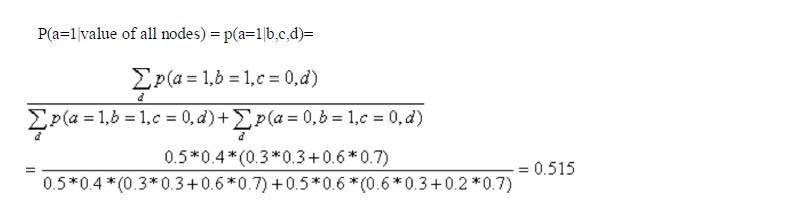 P(a=1|value of all nodes) = p(a=1|b,c,d)=
∑p(a = 1,b = 1,c = 0,d)
d
∑p(a = 1,b = 1,c = 0,d)+∑p(a = 0,b = 1,c = 0,d)
d d
= 0.5*0.4*(0.3*0.3+0.6*0.7)
0.5*0.4*(0.3*0.3+0.6*0.7)+0.5*0.6*(0.6*0.3+0.2*0.7) = 0.515